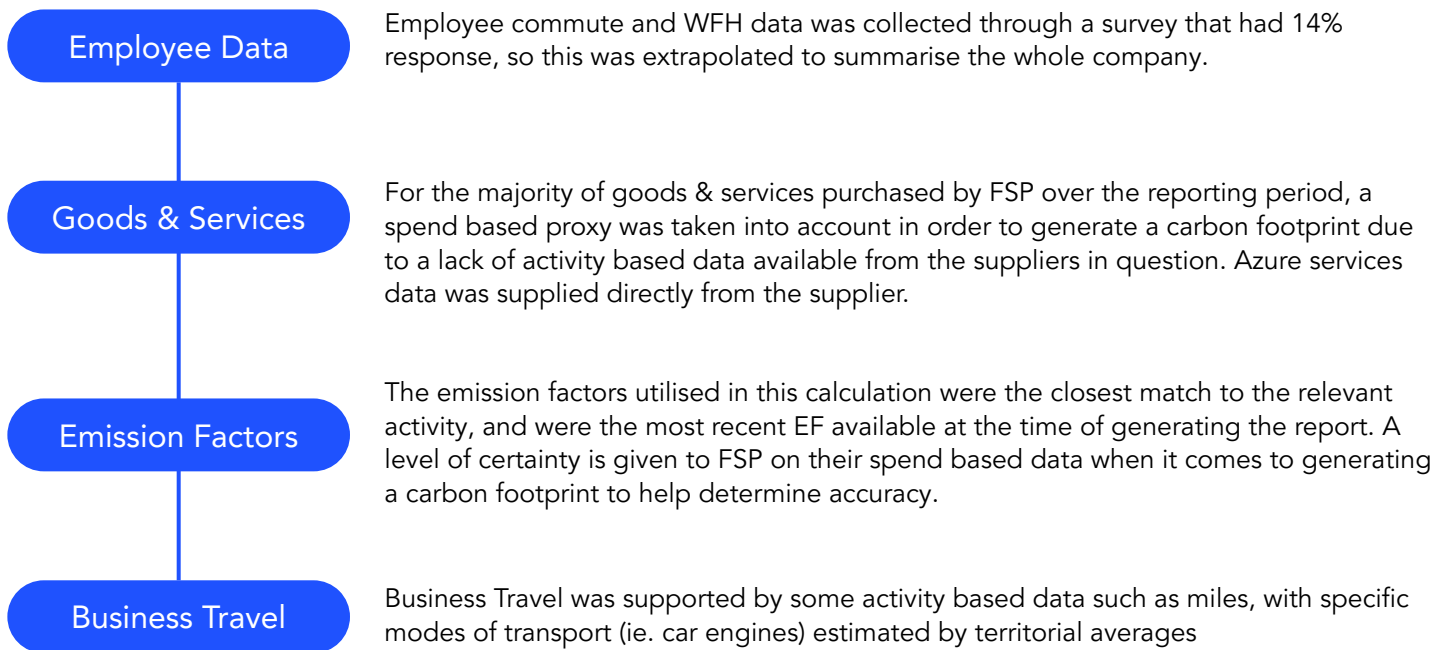 Employee Data
Employee commute and WFH data was collected through a survey that had 14%
response, so this was extrapolated to summarise the whole company.
Goods & Services
For the majority of goods & services purchased by FSP over the reporting period, a
spend based proxy was taken into account in order to generate a carbon footprint due
to a lack of activity based data available from the suppliers in question. Azure services
data was supplied directly from the supplier.
Emission Factors
The emission factors utilised in this calculation were the closest match to the relevant
activity, and were the most recent EF available at the time of generating the report. A
level of certainty is given to FSP on their spend based data when it comes to generating
a carbon footprint to help determine accuracy.
Business Travel
Business Travel was supported by some activity based data such as miles, with specific
modes of transport (ie. car engines) estimated by territorial averages